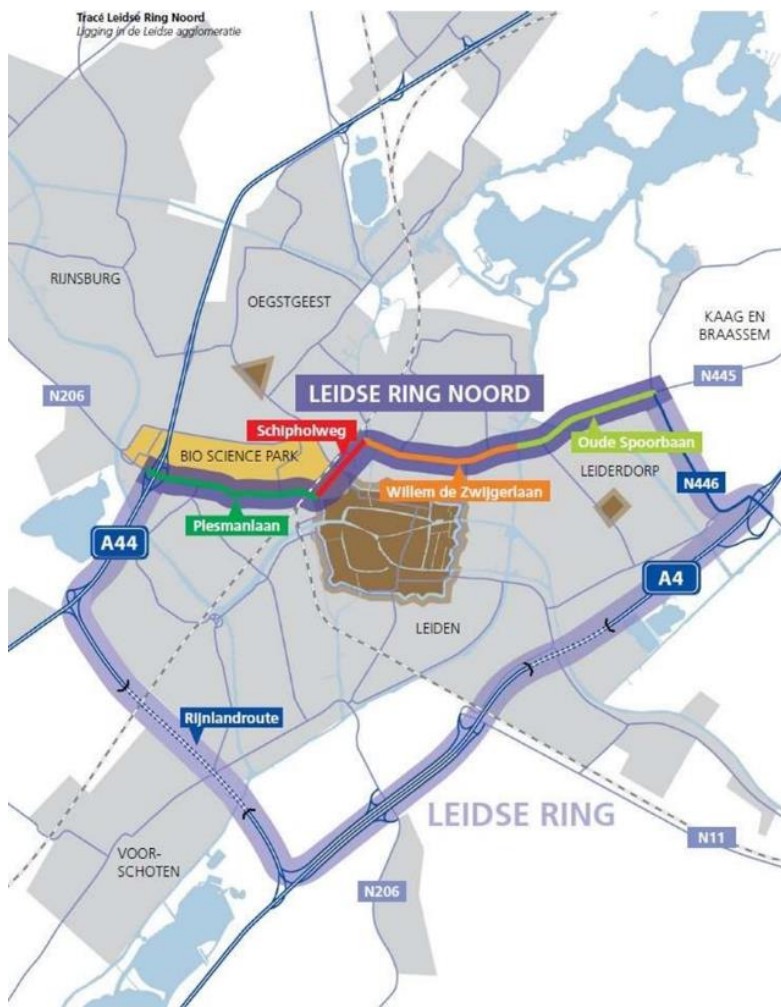 Tracé Leidse Ring Noord
Ligging in de Leidse agglomeratie
RIJNSBURG
OEGSTGEEST
KAAG EN
BRAASSEM
N445
N206
LEIDSE RING NOORD
Schipholweg
Oude Spoorbaan
BIO SCIENCE PARK
LEIDERDORP
N446
Willem de Zwijgerlaan
Plesmanlaan
A44
A4
LEIDEN
Rijnlandroute
LEIDSE RING
N11
VOOR-
SCHOTEN
N206